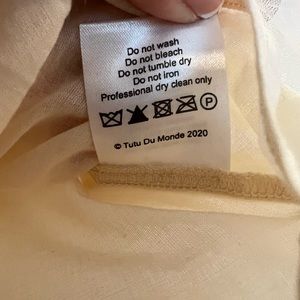 Do not wash
Do not bleach
Do not tumble dry
Do not iron
Professional dry clean only
P
© Tutu Du Monde 2020